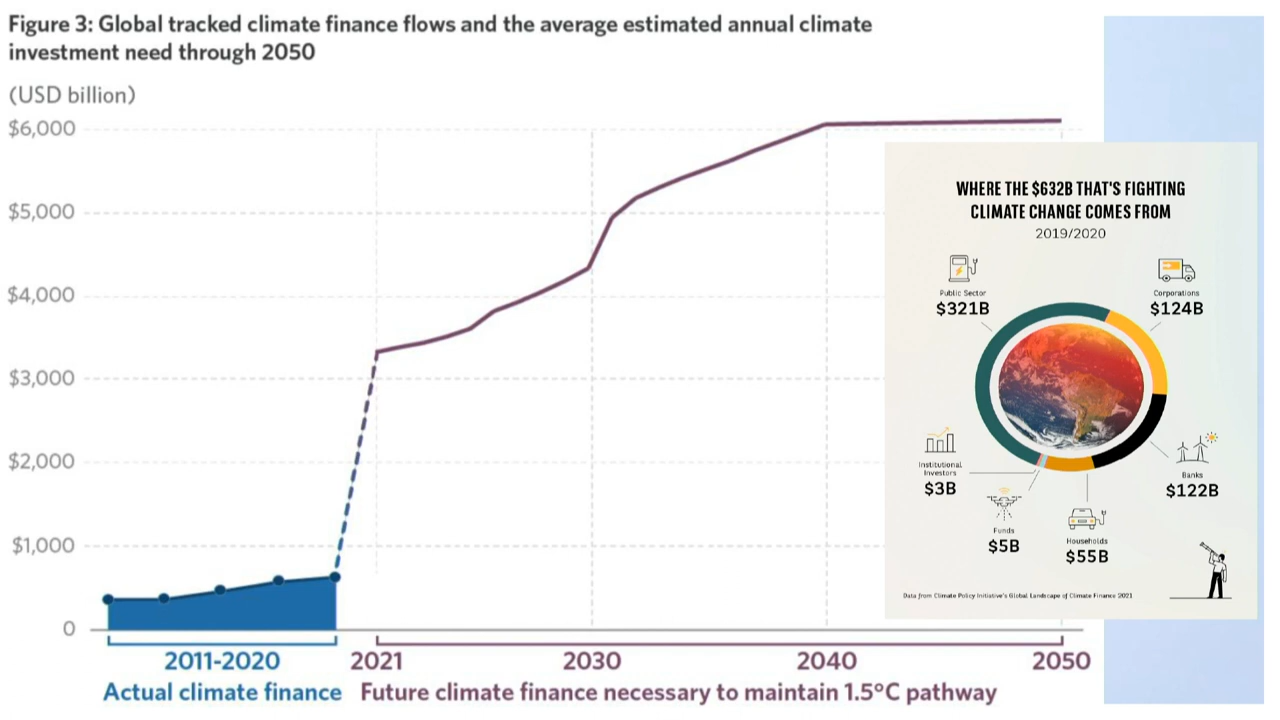 Figure 3: Global tracked climate finance flows and the average estimated annual climate
investment need through 2050
(USD billion)
$6,000
$5,000
$4,000
$3,000
$2,000
$1,000
0
2011-2020
2021
2030
2040
2050
Actual climate finance
Future climate finance necessary to maintain 1.5°C pathway
WHERE THE $632B THAT'S FIGHTING
CLIMATE CHANGE COMES FROM
2019/2020
Public Sector
$321B
Corporations
$124B
Institutional
Investors
$3B
Funds
$5B
Households
$55B
Banks
$122B
Data from Climate Policy Initiative's Global Landscape of Climate Finance 2021